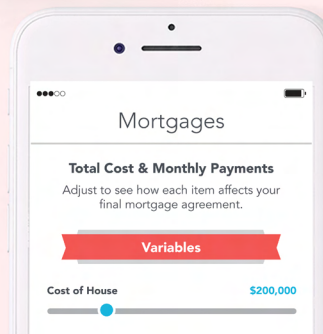 Mortgages
Total Cost & Monthly Payments
Adjust to see how each item affects your
final mortgage agreement.
Variables
Cost of House $200,000